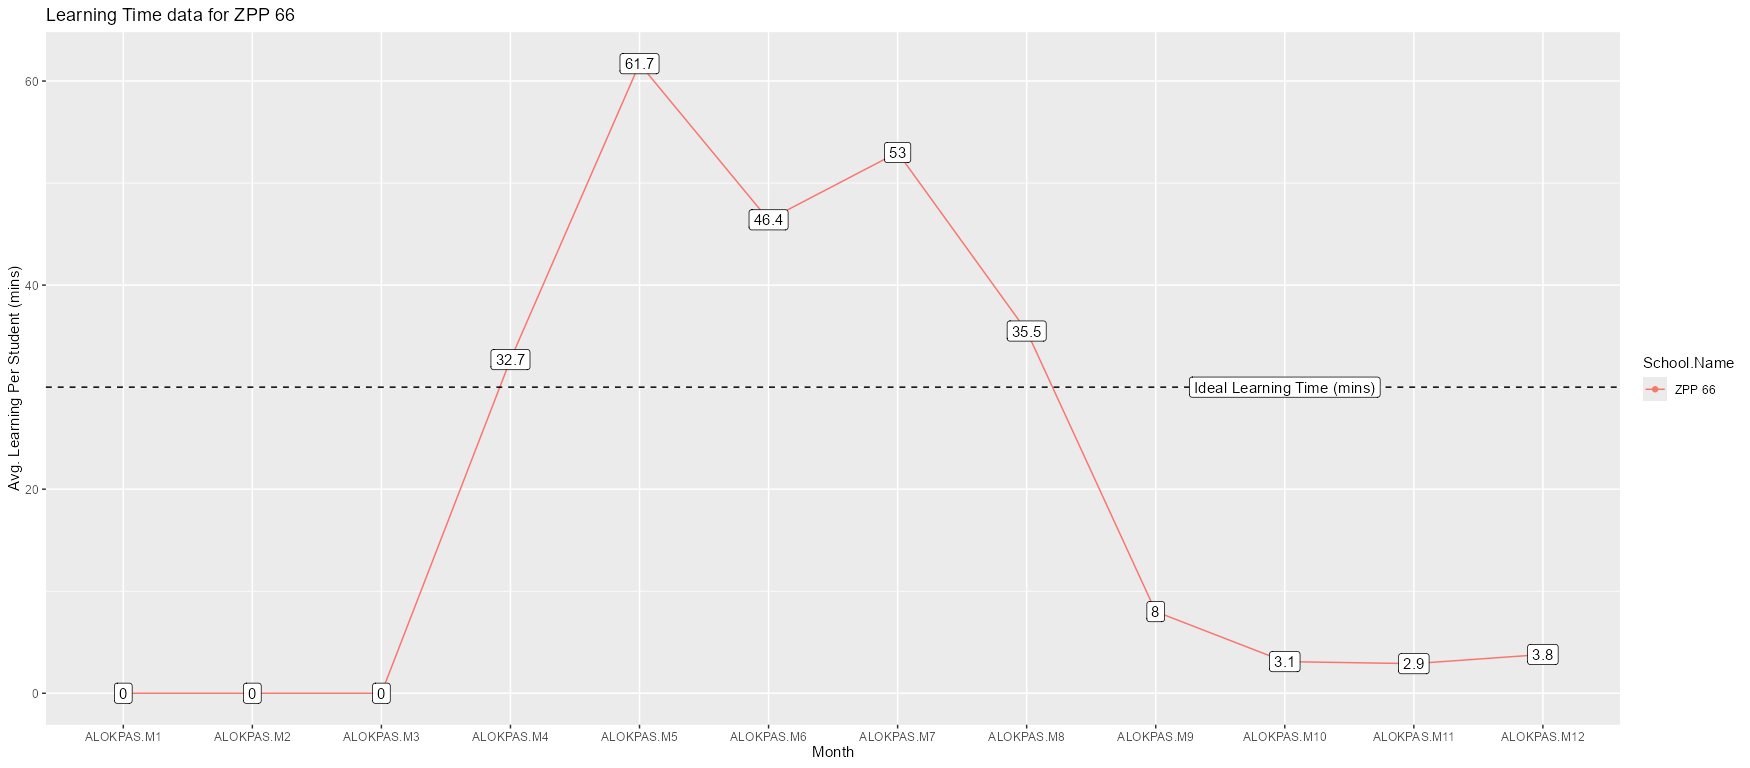 Learning Time data for ZPP 66
Avg. Learning Per Student (mins)
60
40
20
0
0
0
0
32.7
61.7
46.4
53
35.5
8
3.1
2.9
3.8
Ideal Learning Time (mins)
ALOKPAS.M1
ALOKPAS.M2
ALOKPAS.M3
ALOKPAS.M4
ALOKPAS.M5
ALOKPAS.M6
ALOKPAS.M7
ALOKPAS.M8
ALOKPAS.M9
ALOKPAS.M10
ALOKPAS.M11
ALOKPAS.M12
Month
School.Name
ZPP 66